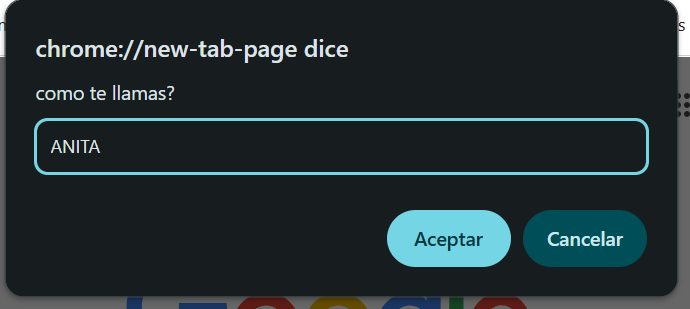 chrome://new-tab-page dice
como te llamas?
ANITA
Aceptar
Cancelar